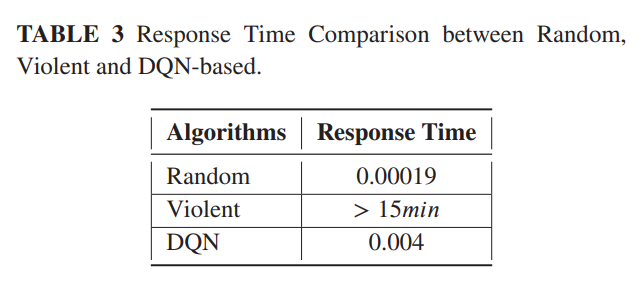 TABLE 3 Response Time Comparison between Random,
Violent and DQN-based.
Algorithms Response Time
Random 0.00019
Violent > 15min
DQN 0.004